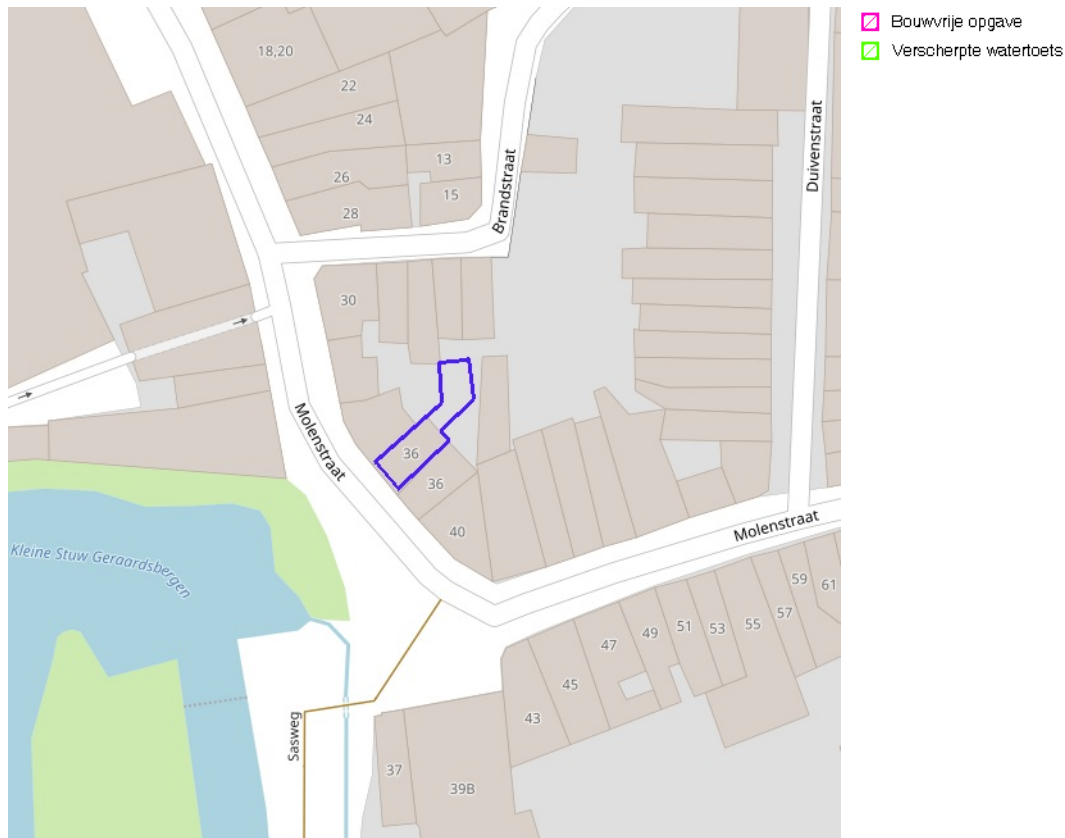 Bouwvrije opgave
Verscherpte watertoets
18,20
22
24
26
28
13
15
Brandstraat
Duivenstraat
30
Molenstraat
36
36
40
Molenstraat
Kleine Stuw Geraardsbergen
59
61
57
55
53
51
49
47
45
43
Sasweg
37
39B